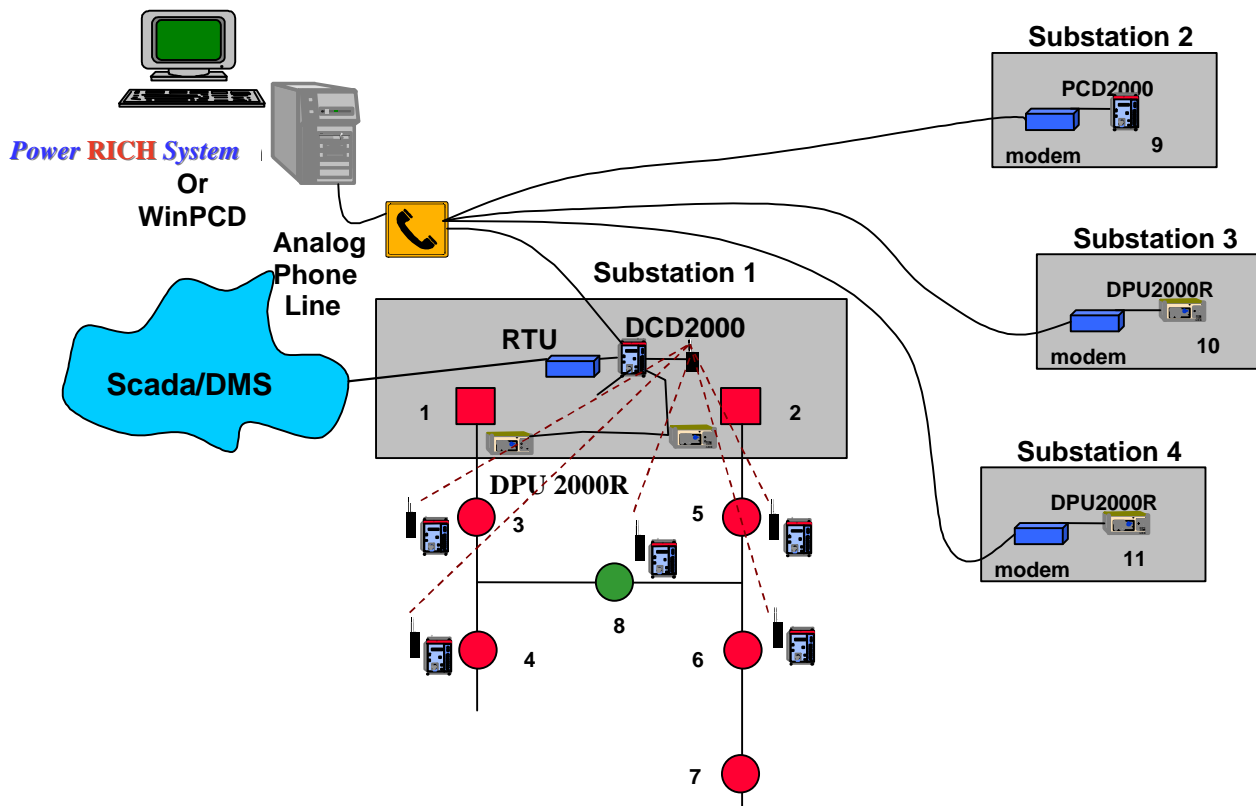 Power RICH System
Or
WinPCD
Analog
Phone
Line
Scada/DMS
Substation 1
RTU
DCD2000
1
2
DPU 2000R
3
5
8
4
6
7
Substation 2
PCD2000
modem
9
Substation 3
DPU2000R
modem
10
Substation 4
DPU2000R
modem
11